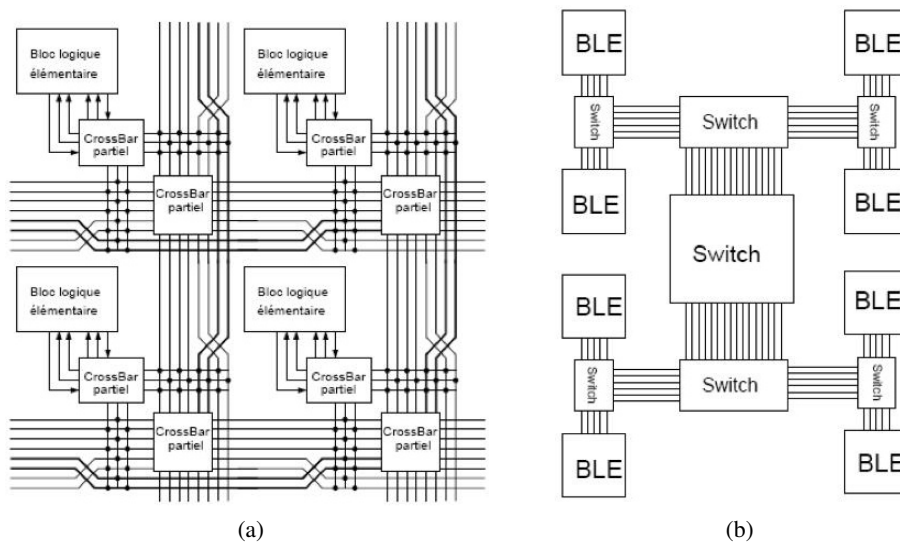 Bloc logique
élémentaire
Bloc logique
élémentaire
CrossBar
partiel
CrossBar
partiel
CrossBar
partiel
CrossBar
partiel
Bloc logique
élémentaire
Bloc logique
élémentaire
CrossBar
partiel
CrossBar
partiel
CrossBar
partiel
CrossBar
partiel
(a)
BLE
BLE
Switch
Switch
Switch
BLE
BLE
Switch
BLE
BLE
Switch
Switch
Switch
BLE
BLE
(b)